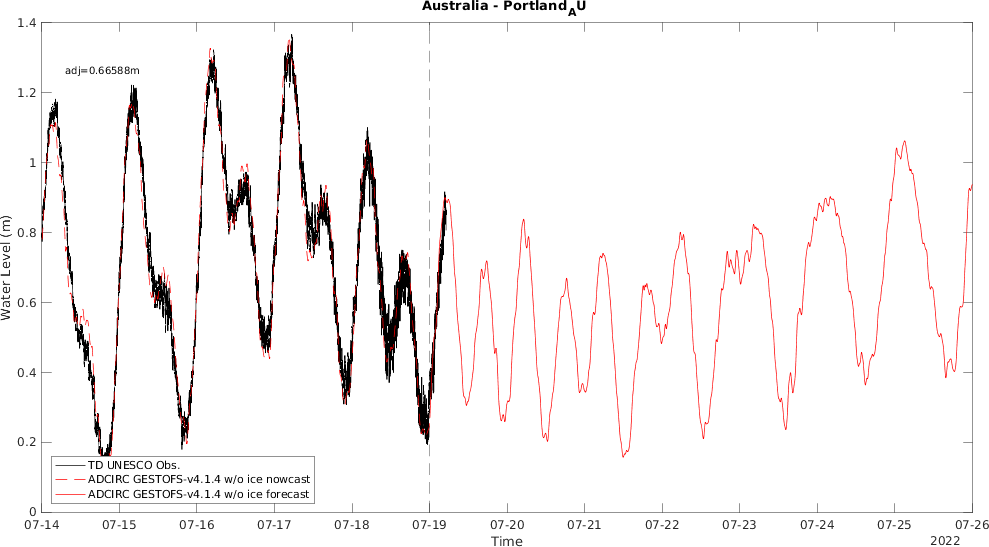 Australia - PortlandAU
1.4
adj=0.66588m
1.2
1
0.8
Water Level (m)
0.6
0.4
0.2
TD UNESCO Obs.
ADCIRC GESTOFS-v4.1.4 w/o ice nowcast
ADCIRC GESTOFS-v4.1.4 w/o ice forecast
0
07-14 07-15 07-16 07-17 07-18 07-19 07-20 07-21 07-22 07-23 07-24 07-25 07-26
Time
2022